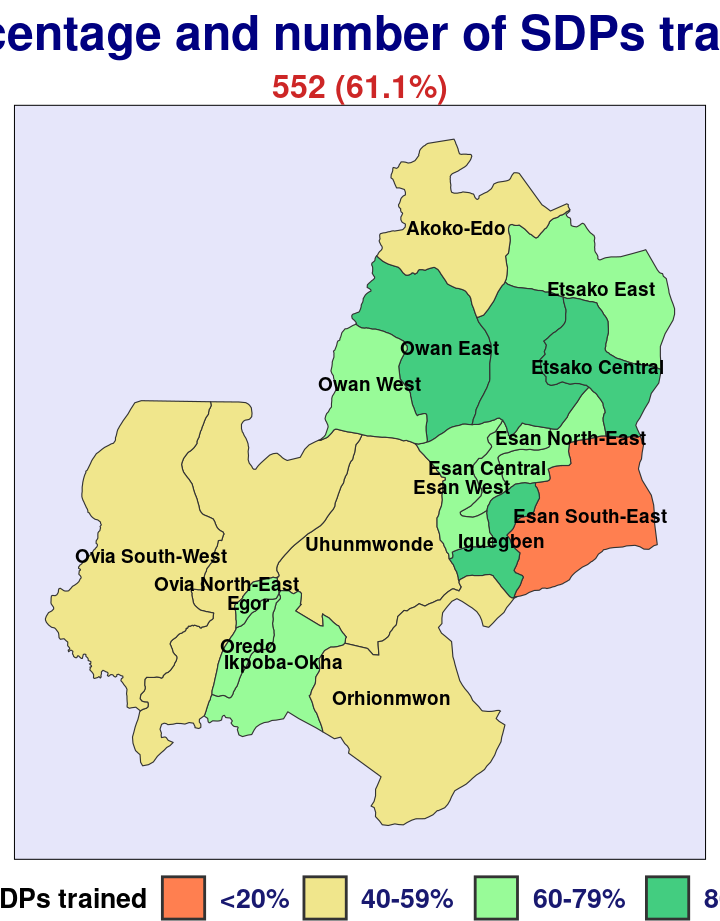 centage and number of SDPs tra
552 (61.1%)
Akoko-Edo
Etsako East
Owan East
Etsako Central
Owan West
Esan North-East
Esan Central
Esan West
Esan South-East
Iguegben
Uhunmwonde
Ovia South-West
Ovia North-East
Egor
Oredo
Ikpoba-Okha
Orhionmwon
DPs trained <20% 40-59% 60-79% 8